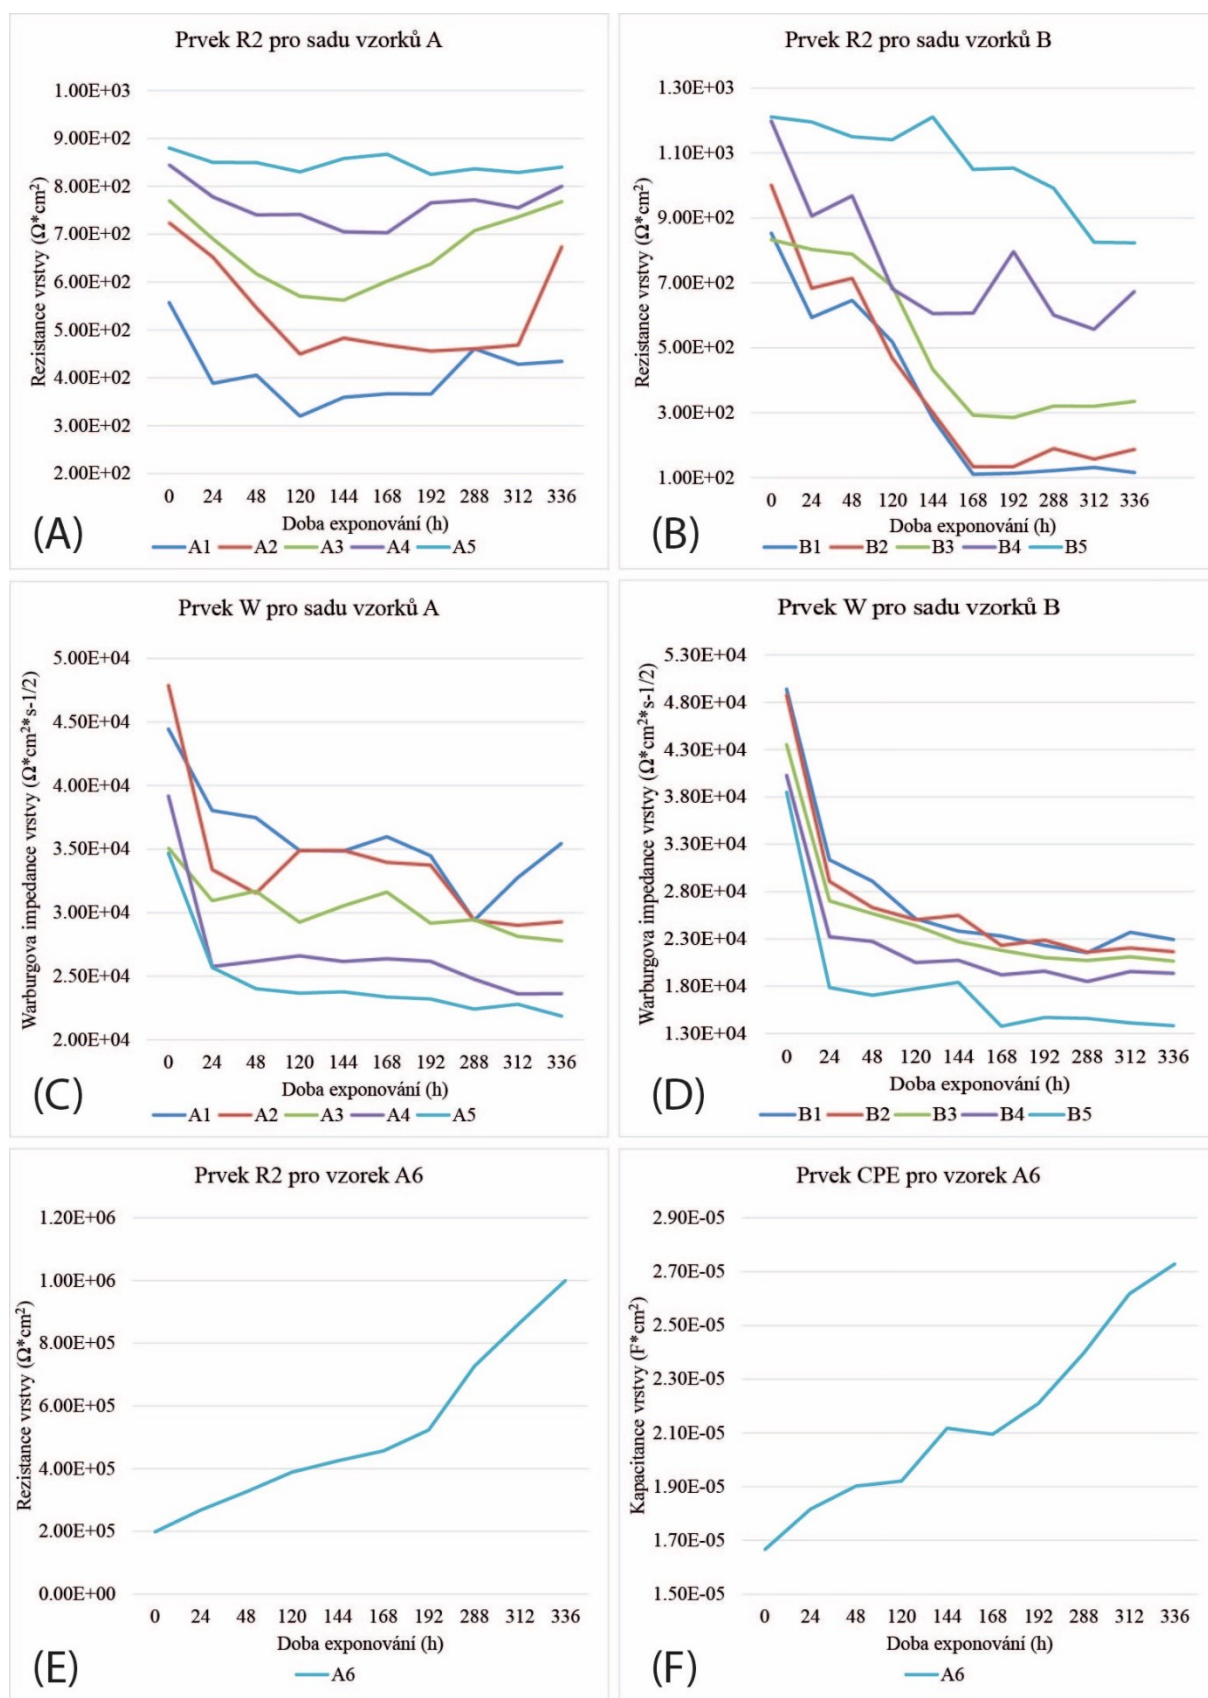 Prvek R2 pro sadu vzorků A
Rezistance vrstvy (Ω*cm²)
1.00E+03
9.00E+02
8.00E+02
7.00E+02
6.00E+02
5.00E+02
4.00E+02
3.00E+02
2.00E+02
0 24 48 120 144 168 192 288 312 336
Doba exponování (h)
(A)
A1 A2 A3 A4 A5
Prvek R2 pro sadu vzorků B
Rezistance vrstvy (Ω*cm²)
1.30E+03
1.10E+03
9.00E+02
7.00E+02
5.00E+02
3.00E+02
1.00E+02
0 24 48 120 144 168 192 288 312 336
Doba exponování (h)
(B)
B1 B2 B3 B4 B5
Prvek W pro sadu vzorků A
Warburgova impedance vrstvy (Ω*cm²*s-1/2)
5.00E+04
4.50E+04
4.00E+04
3.50E+04
3.00E+04
2.50E+04
2.00E+04
0 24 48 120 144 168 192 288 312 336
Doba exponování (h)
(C)
A1 A2 A3 A4 A5
Prvek W pro sadu vzorků B
Warburgova impedance vrstvy (Ω*cm²*s-1/2)
5.30E+04
4.80E+04
4.30E+04
3.80E+04
3.30E+04
2.80E+04
2.30E+04
1.80E+04
1.30E+04
0 24 48 120 144 168 192 288 312 336
Doba exponování (h)
(D)
B1 B2 B3 B4 B5
Prvek R2 pro vzorek A6
Rezistance vrstvy (Ω*cm²)
1.20E+06
1.00E+06
8.00E+05
6.00E+05
4.00E+05
2.00E+05
0.00E+00
0 24 48 120 144 168 192 288 312 336
Doba exponování (h)
(E)
A6
Prvek CPE pro vzorek A6
Kapacitance vrstvy (F*cm²)
2.90E-05
2.70E-05
2.50E-05
2.30E-05
2.10E-05
1.90E-05
1.70E-05
1.50E-05
0 24 48 120 144 168 192 288 312 336
Doba exponování (h)
(F)
A6